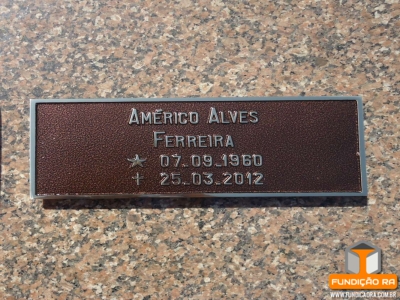 AMÉRICO ALVES
FERREIRA
★ 07.09.1960
✝ 25.03.2012
FUNDIÇÃO RA
WWW.FUNDICAORA.COM.BR